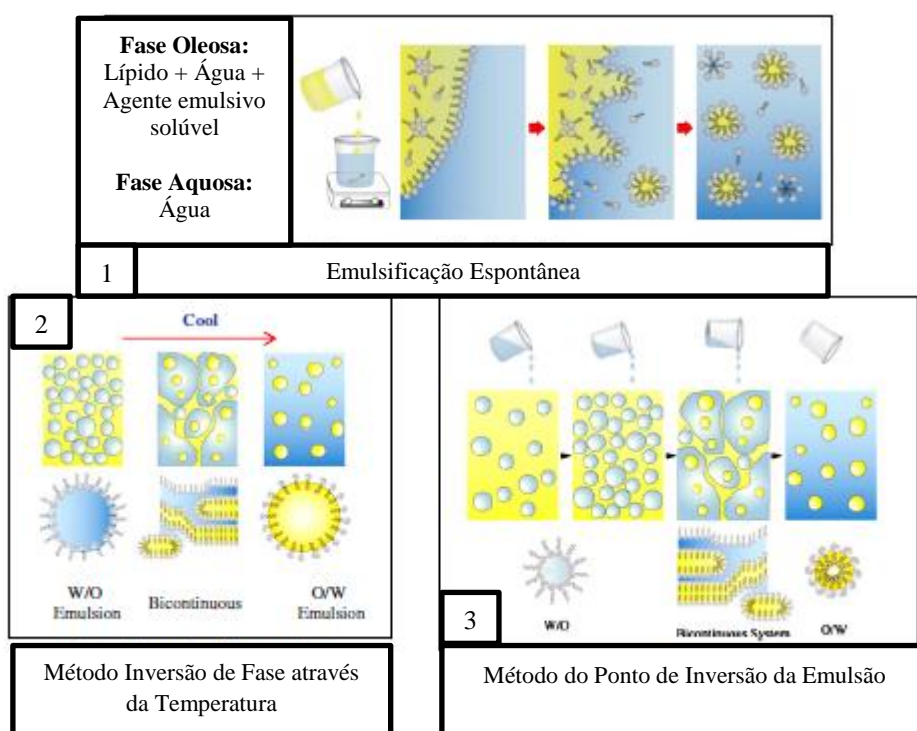 Fase Oleosa:
Lípido + Água +
Agente emulsivo
solúvel
Fase Aquosa:
Água
1
Emulsificação Espontânea
2
Cool
W/O
Emulsion
Bicontinuous
O/W
Emulsion
Método Inversão de Fase através
da Temperatura
3
W/O
Bicontinuous System
O/W
Método do Ponto de Inversão da Emulsão